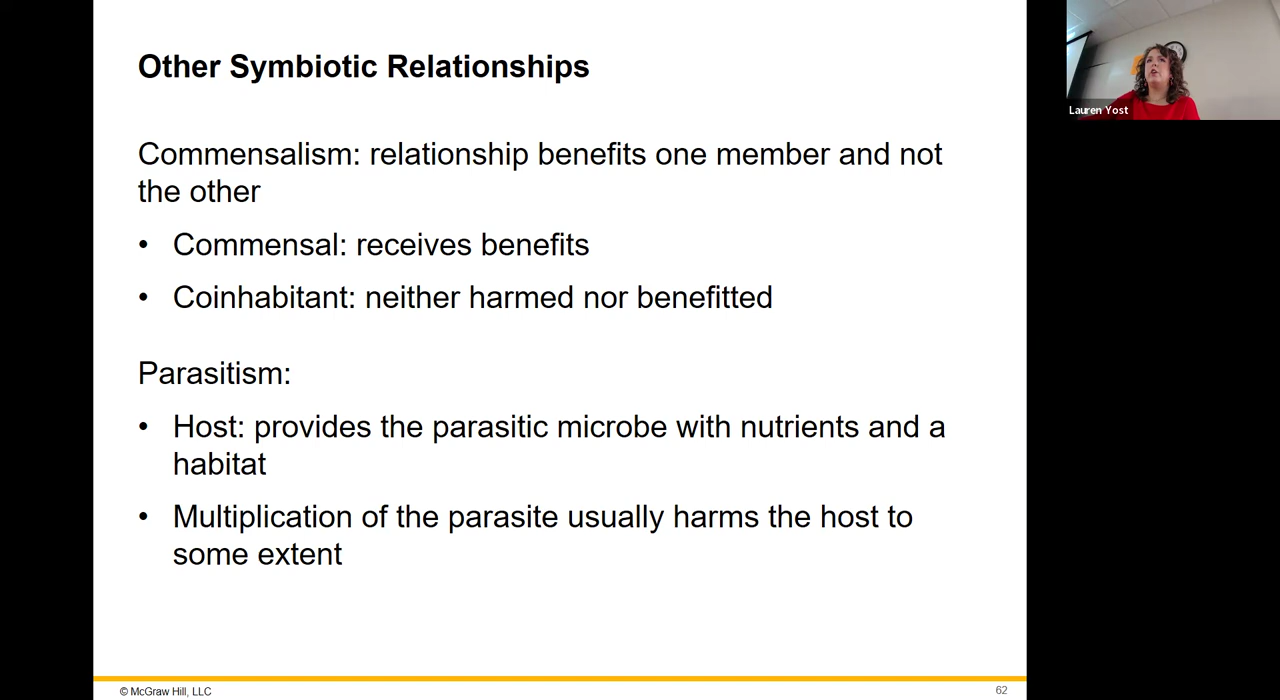 Other Symbiotic Relationships
Commensalism: relationship benefits one member and not
the other
• Commensal: receives benefits
• Coinhabitant: neither harmed nor benefitted
Parasitism:
• Host: provides the parasitic microbe with nutrients and a
habitat
• Multiplication of the parasite usually harms the host to
some extent
© McGraw Hill, LLC
62
Lauren Yost